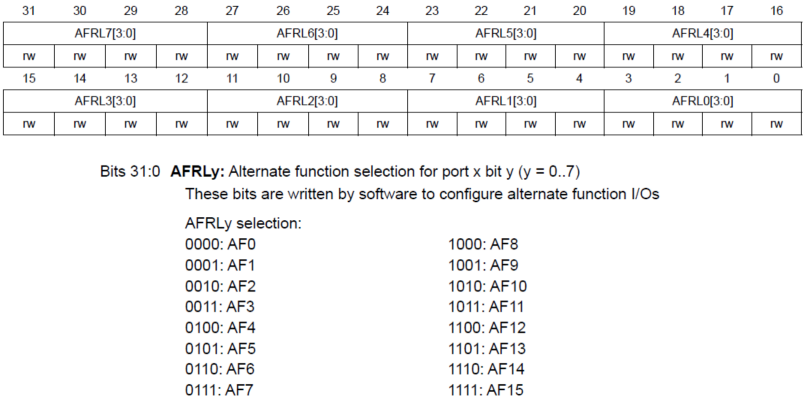 31 30 29 28 27 26 25 24 23 22 21 20 19 18 17 16
AFRL7[3:0] AFRL6[3:0] AFRL5[3:0] AFRL4[3:0]
rw rw rw rw rw rw rw rw rw rw rw rw rw rw rw rw
15 14 13 12 11 10 9 8 7 6 5 4 3 2 1 0
AFRL3[3:0] AFRL2[3:0] AFRL1[3:0] AFRL0[3:0]
rw rw rw rw rw rw rw rw rw rw rw rw rw rw rw rw
Bits 31:0 AFRLy: Alternate function selection for port x bit y (y = 0..7)
These bits are written by software to configure alternate function I/Os
AFRLy selection:
0000: AF0 1000: AF8
0001: AF1 1001: AF9
0010: AF2 1010: AF10
0011: AF3 1011: AF11
0100: AF4 1100: AF12
0101: AF5 1101: AF13
0110: AF6 1110: AF14
0111: AF7 1111: AF15